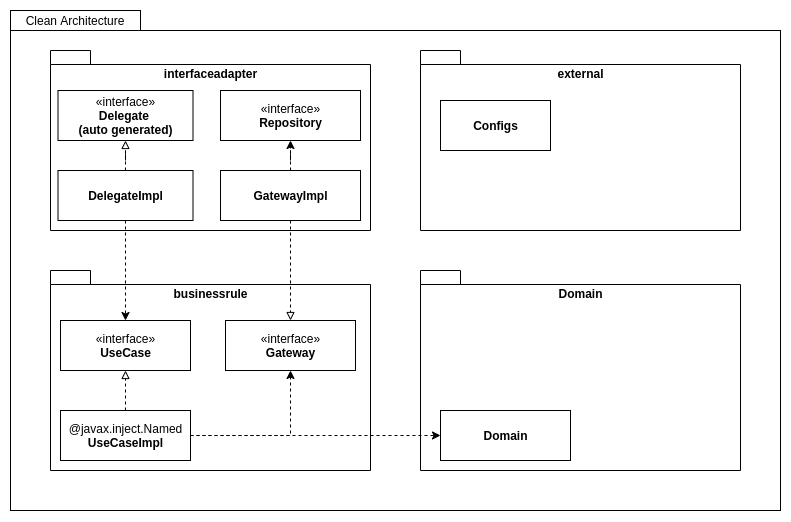 Clean Architecture
interfaceadapter
«interface»
Delegate
(auto generated)
«interface»
Repository
DelegateImpl
GatewayImpl
external
Configs
businessrule
«interface»
UseCase
«interface»
Gateway
@javax.inject.Named
UseCaseImpl
Domain
Domain